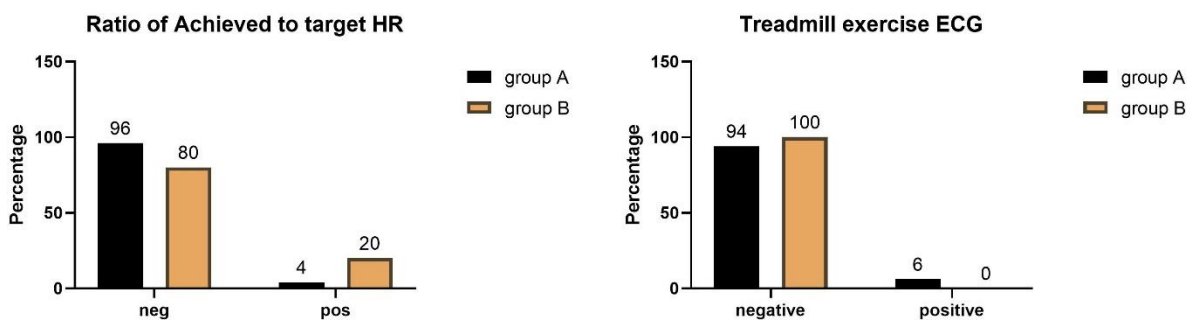 Ratio of Achieved to target HR
150
100
50
0
Percentage
96
80
4
20
neg
pos
group A
group B
Treadmill exercise ECG
150
100
50
0
Percentage
94
100
6
0
negative
positive
group A
group B